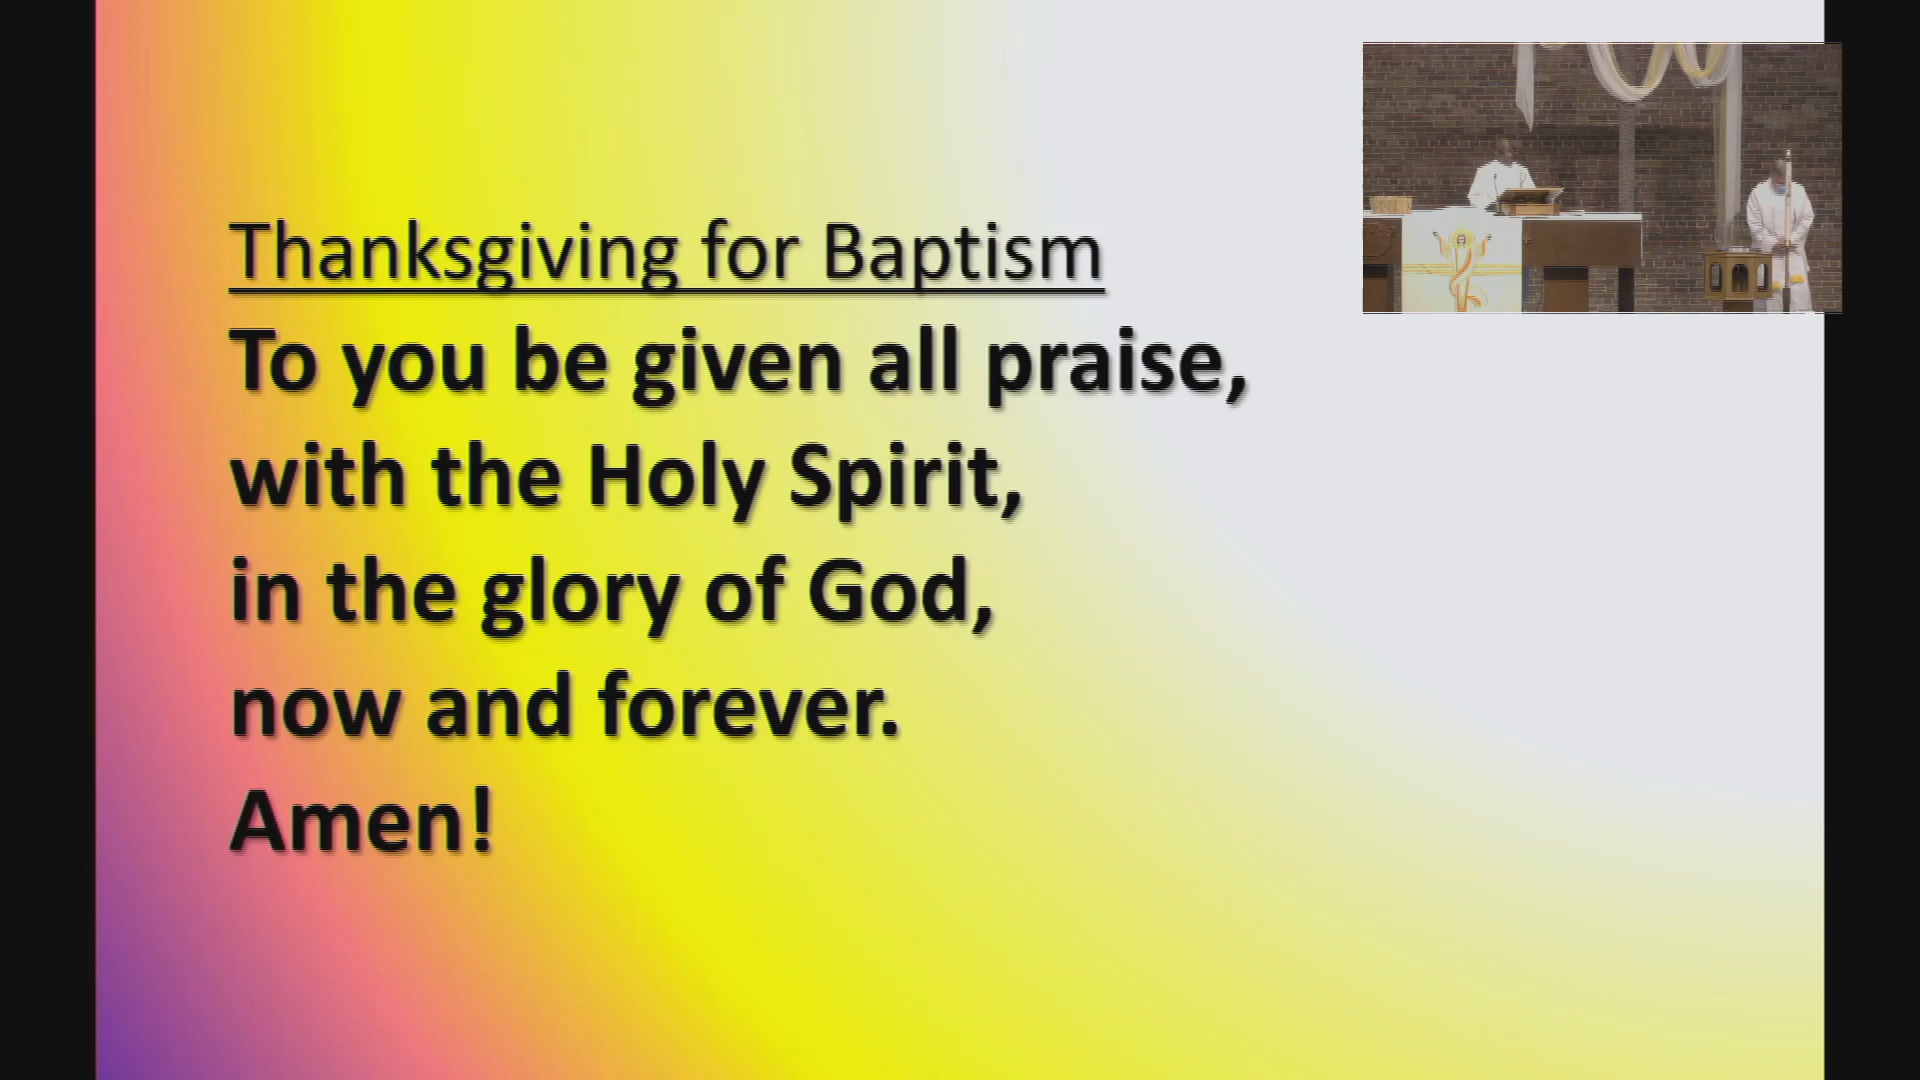 Thanksgiving for Baptism
To you be given all praise,
with the Holy Spirit,
in the glory of God,
now and forever.
Amen!